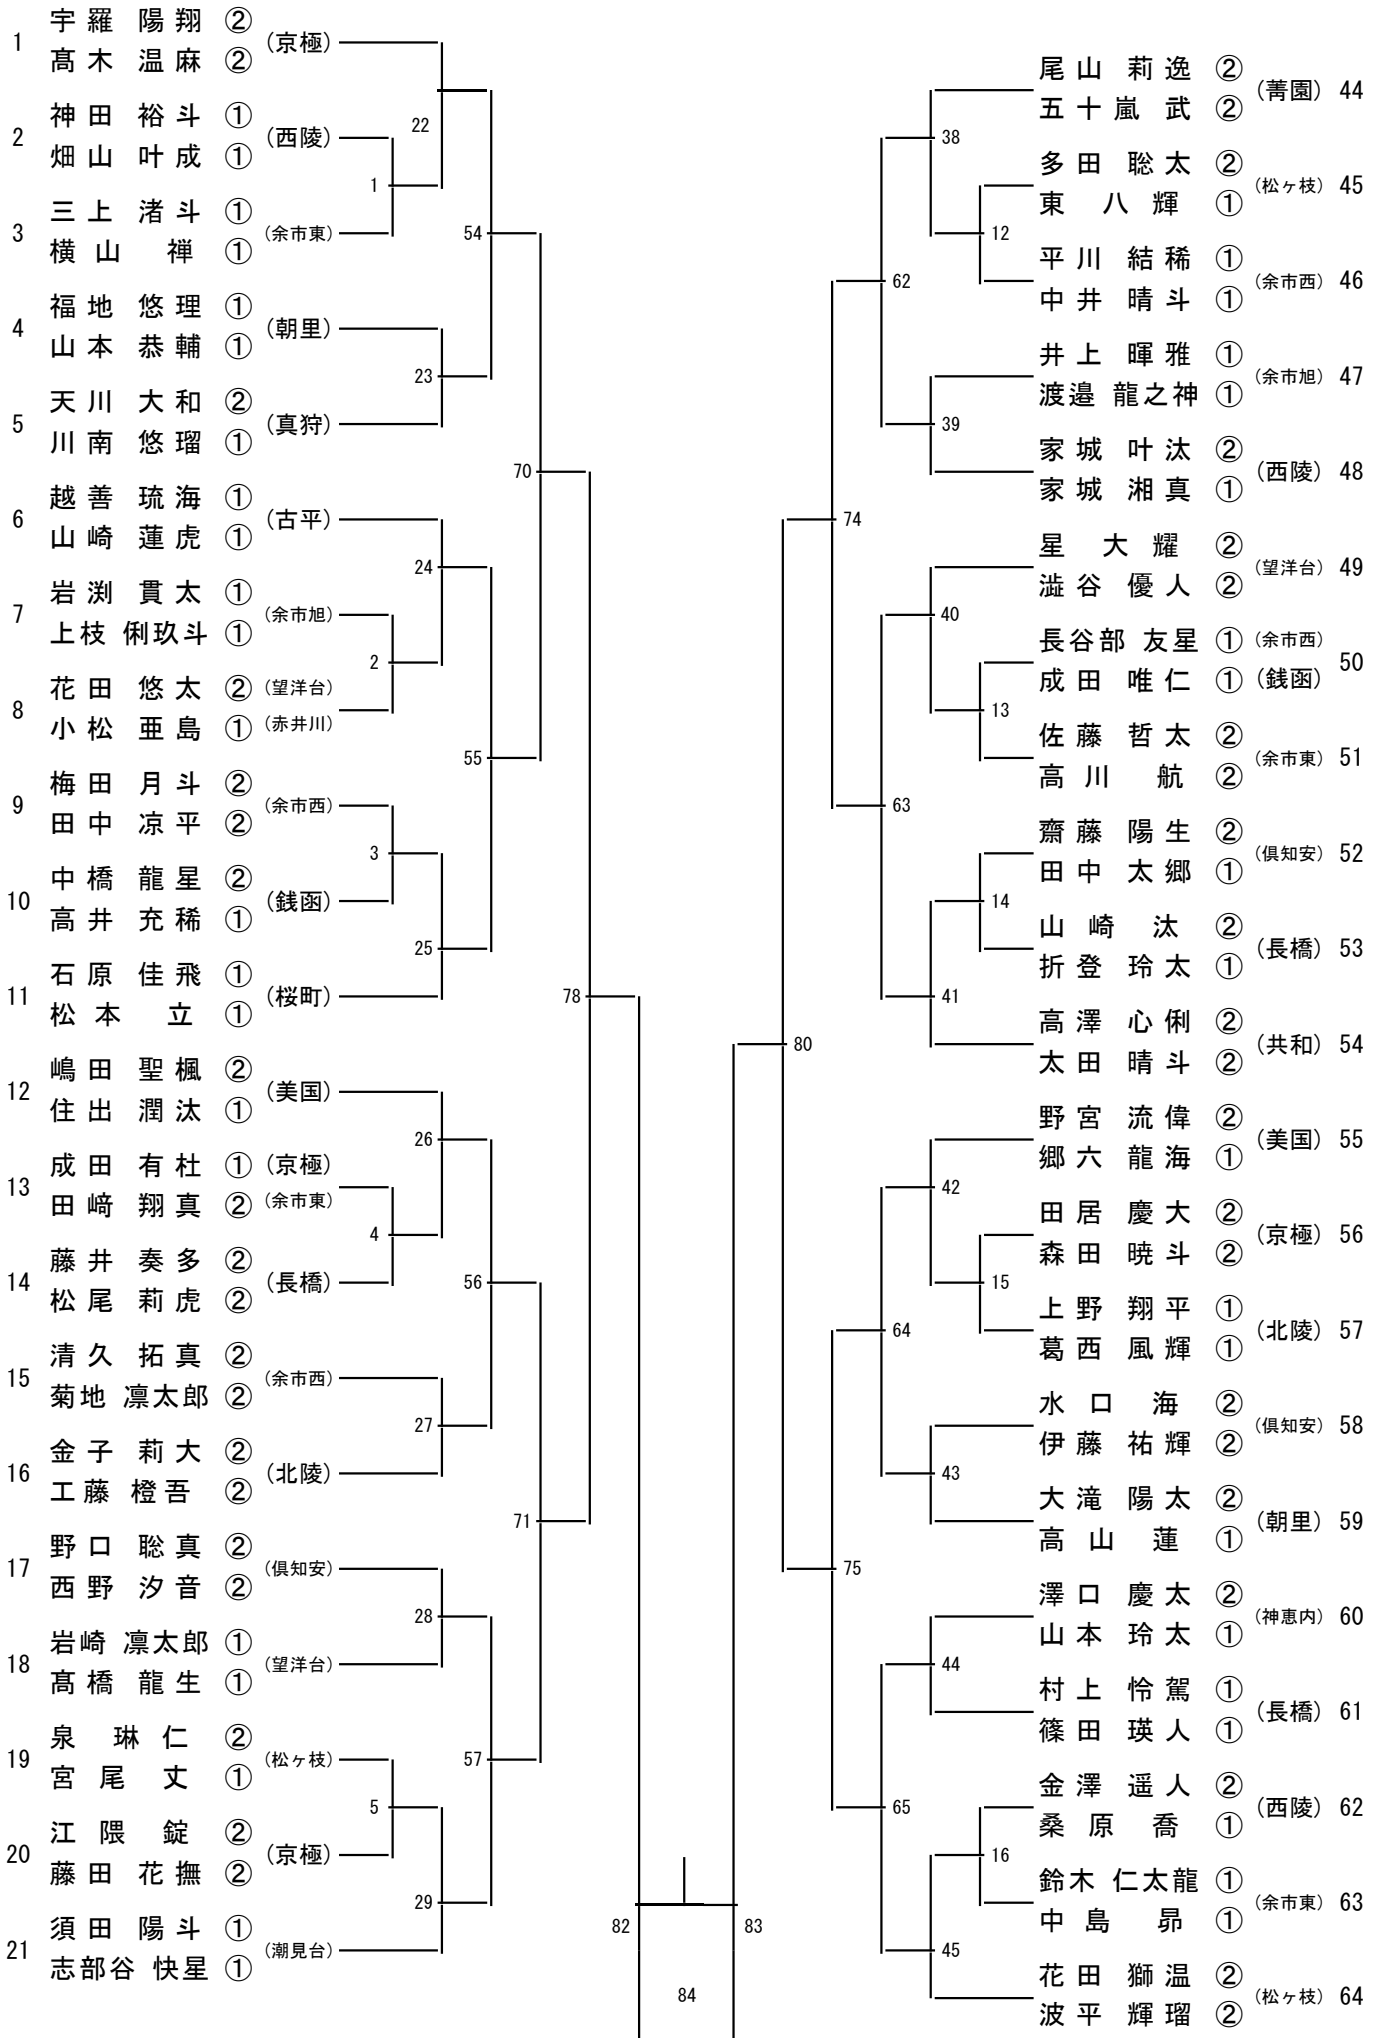 1 宇羅 陽翔 ② (京極)
髙木 温麻 ②
2 神田 裕斗 ① (西陵)
畑山 叶成 ①
3 三上 渚斗 ① (余市東)
横山 禅 ①
4 福地 悠理 ① (朝里)
山本 恭輔 ①
5 天川 大和 ② (真狩)
川南 悠瑠 ①
6 越善 琉海 ① (古平)
山崎 蓮虎 ①
7 岩渕 貫太 ① (余市旭)
上枝 俐玖斗 ①
8 花田 悠太 ② (望洋台)
小松 亜島 ① (赤井川)
9 梅田 月斗 ② (余市西)
田中 凉平 ②
10 中橋 龍星 ② (銭函)
高井 充稀 ①
11 石原 佳飛 ① (桜町)
松本 立 ①
12 嶋田 聖楓 ② (美国)
住出 潤汰 ①
13 成田 有杜 ① (京極)
田﨑 翔真 ② (余市東)
14 藤井 奏多 ② (長橋)
松尾 莉虎 ②
15 清久 拓真 ② (余市西)
菊地 凛太郎 ②
16 金子 莉大 ② (北陵)
工藤 橙吾 ②
17 野口 聡真 ② (倶知安)
西野 汐音 ②
18 岩崎 凛太郎 ① (望洋台)
髙橋 龍生 ①
19 泉 琳仁 ② (松ヶ枝)
宮尾 丈 ①
20 江隈 錠 ② (京極)
藤田 花撫 ②
21 須田 陽斗 ① (潮見台)
志部谷 快星 ①
22
1
54
23
70
24
2
55
3
25
78
26
4
56
27
71
28
57
5
29
82
83
84
尾山 莉逸 ② (菁園) 44
五十嵐 武 ②
多田 聡太 ② (松ヶ枝) 45
東 八輝 ①
平川 結稀 ① (余市西) 46
中井 晴斗 ①
井上 暉雅 ① (余市旭) 47
渡邉 龍之神 ①
家城 叶汰 ② (西陵) 48
家城 湘真 ①
星 大耀 ② (望洋台) 49
澁谷 優人 ②
長谷部 友星 ① (余市西) 50
成田 唯仁 ① (銭函)
佐藤 哲太 ② (余市東) 51
高川 航 ②
齋藤 陽生 ② (倶知安) 52
田中 太郷 ①
山崎 汰 ② (長橋) 53
折登 玲太 ①
高澤 心俐 ② (共和) 54
太田 晴斗 ②
野宮 流偉 ② (美国) 55
郷六 龍海 ①
田居 慶大 ② (京極) 56
森田 暁斗 ②
上野 翔平 ① (北陵) 57
葛西 風輝 ①
水口 海 ② (倶知安) 58
伊藤 祐輝 ②
大滝 陽太 ② (朝里) 59
高山 蓮 ①
澤口 慶太 ② (神恵内) 60
山本 玲太 ①
村上 怜駕 ① (長橋) 61
篠田 瑛人 ①
金澤 遥人 ② (西陵) 62
桑原 喬 ①
鈴木 仁太龍 ① (余市東) 63
中島 昴 ①
花田 獅温 ② (松ヶ枝) 64
波平 輝瑠 ②
38
12
62
39
74
40
13
63
14
41
80
42
15
64
43
75
44
65
16
45